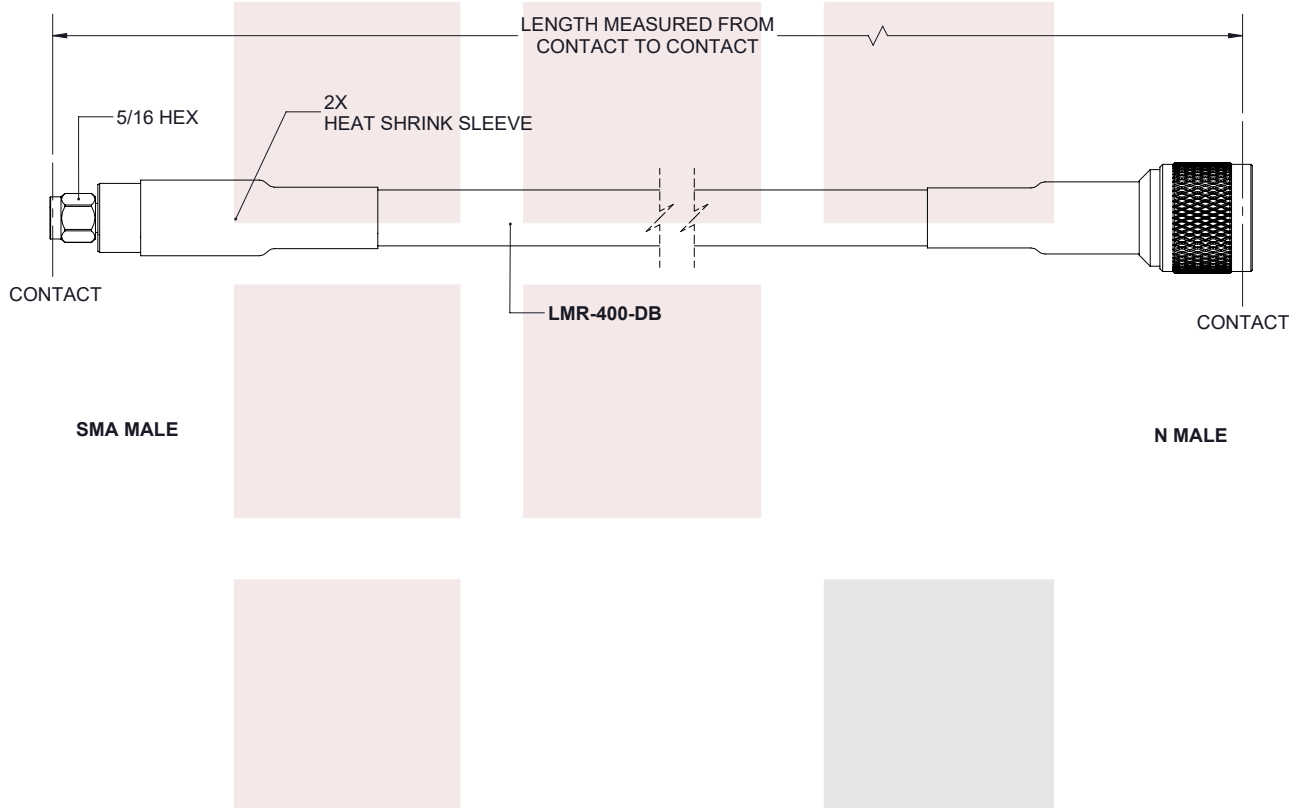 LENGTH MEASURED FROM
CONTACT TO CONTACT
5/16 HEX
2X
HEAT SHRINK SLEEVE
CONTACT
LMR-400-DB
CONTACT
SMA MALE
N MALE